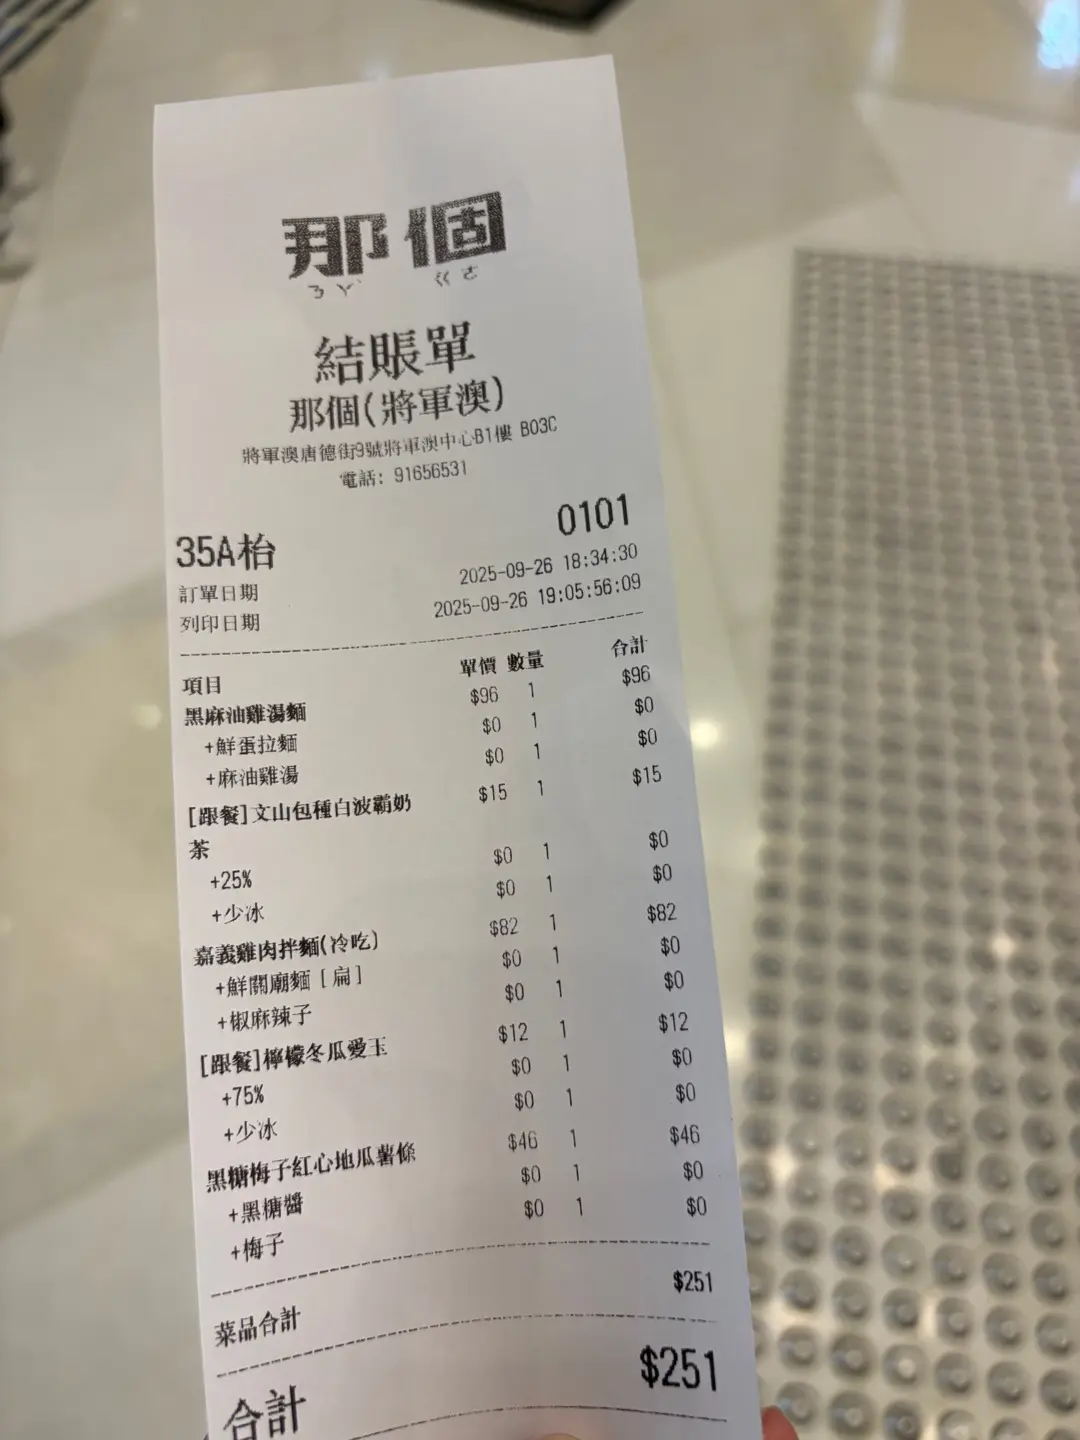 那個
ㄋㄚˋ ㄍㄜ
結賬單
那個(將軍澳)
將軍澳唐德街9號將軍澳中心B1樓 B03C
電話: 91656531
35A枱 0101
訂單日期 2025-09-26 18:34:30
列印日期 2025-09-26 19:05:56:09
項目 單價 數量 合計
黑麻油雞湯麵 $96 1 $96
+鮮蛋拉麵 $0 1 $0
+麻油雞湯 $0 1 $0
[跟餐]文山包種白波霸奶 $15 1 $15
茶
+25% $0 1 $0
+少冰 $0 1 $0
嘉義雞肉拌麵(冷吃) $82 1 $82
+鮮關廟麵[扁] $0 1 $0
+椒麻辣子 $0 1 $0
[跟餐]檸檬冬瓜愛玉 $12 1 $12
+75% $0 1 $0
+少冰 $0 1 $0
黑糖梅子紅心地瓜薯條 $46 1 $46
+黑糖醬 $0 1 $0
+梅子 $0 1 $0
菜品合計 $251
合計 $251